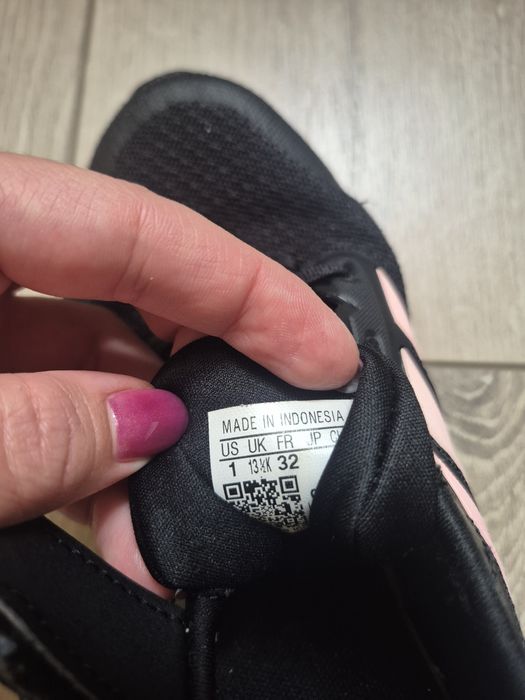 MADE IN INDONESIA
US UK FR JP
1 13½K 32